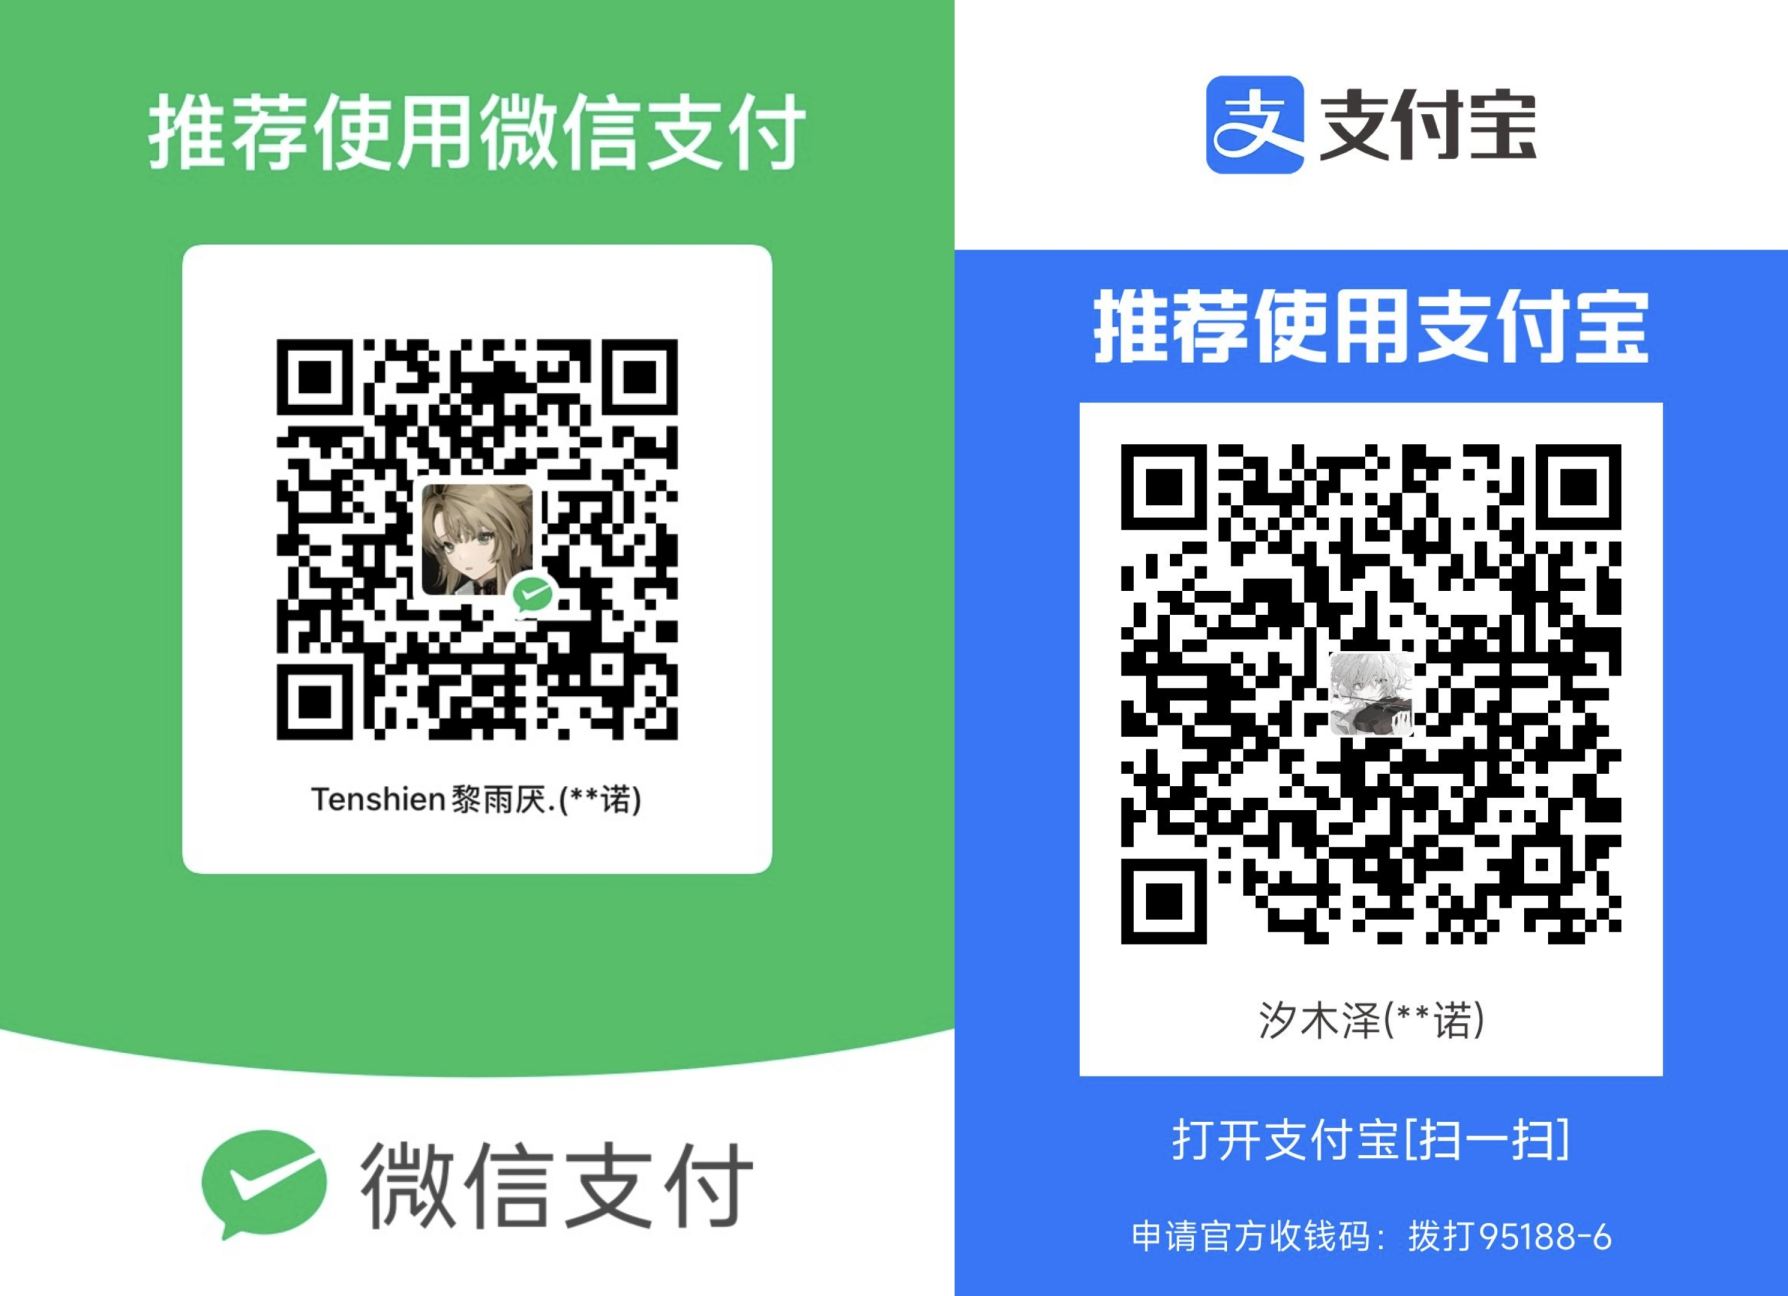 推荐使用微信支付
Tenshien黎雨厌.(**诺)
微信支付
支付宝
推荐使用支付宝
汐木泽(**诺)
打开支付宝[扫一扫]
申请官方收钱码：拨打95188-6